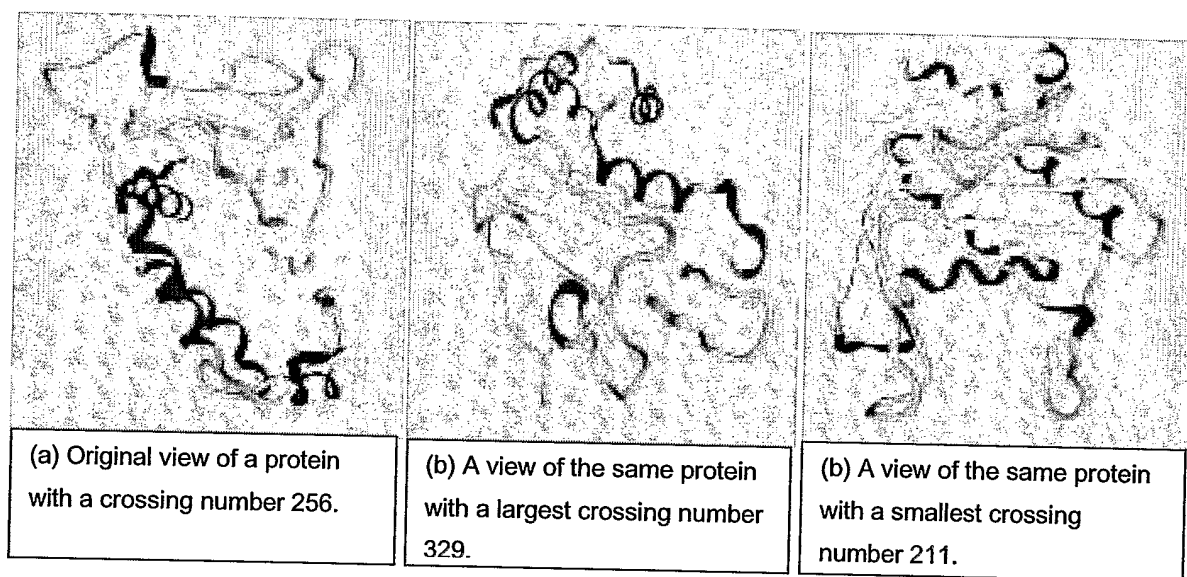 (a) Original view of a protein
with a crossing number 256.
(b) A view of the same protein
with a largest crossing number
329.
(b) A view of the same protein
with a smallest crossing
number 211.